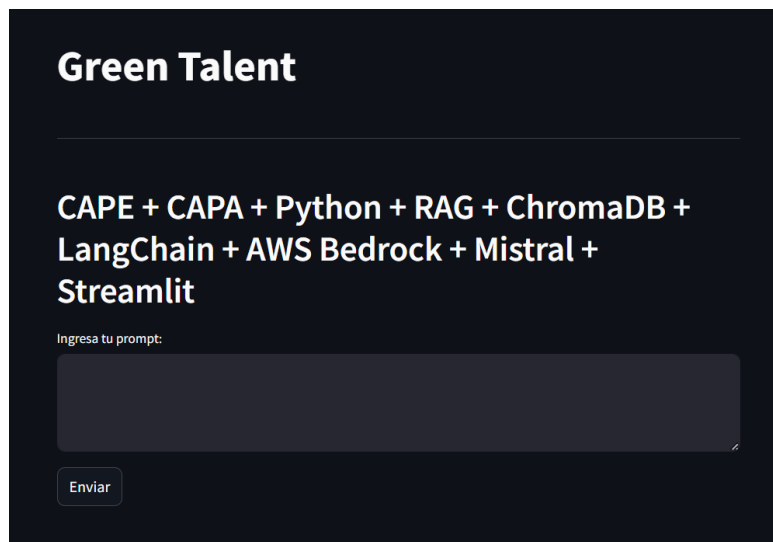 Green Talent
CAPE + CAPA + Python + RAG + ChromaDB +
LangChain + AWS Bedrock + Mistral +
Streamlit
Ingresa tu prompt:
Enviar